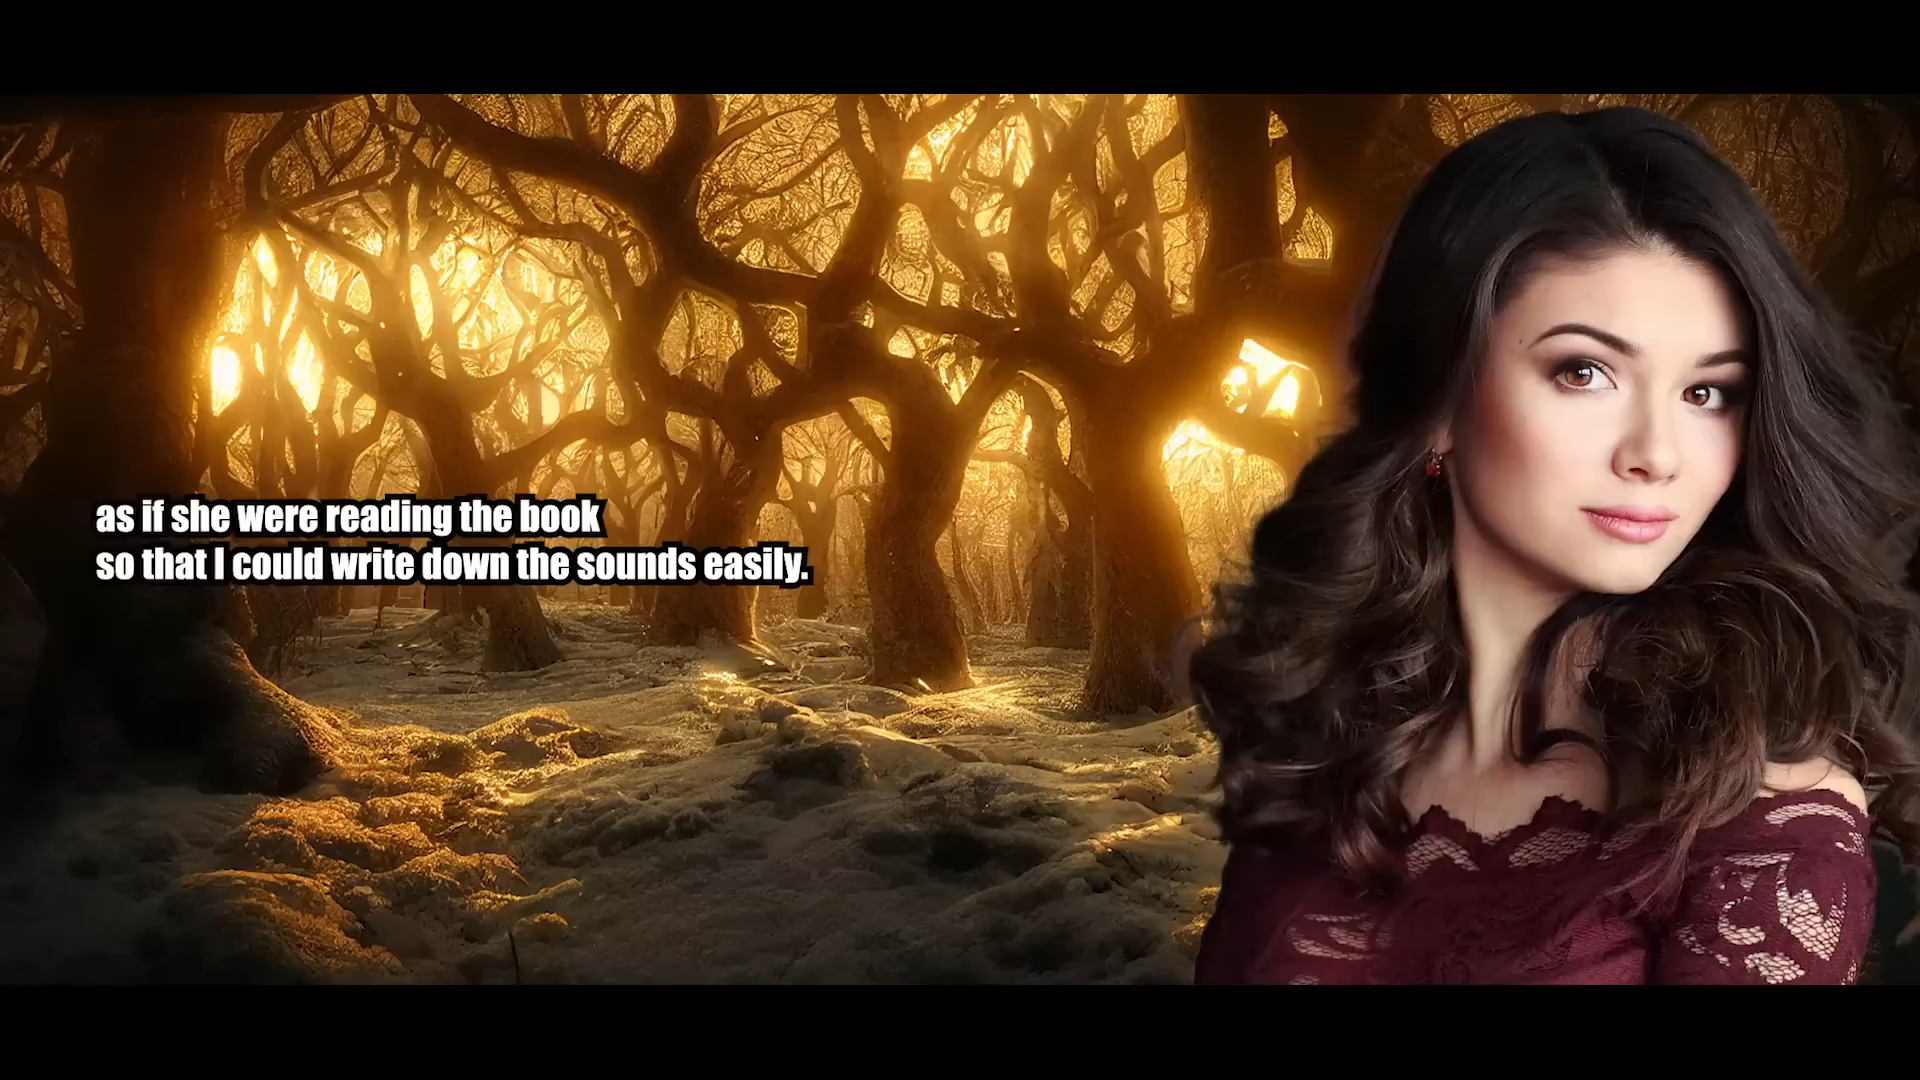 as if she were reading the book
so that I could write down the sounds easily.